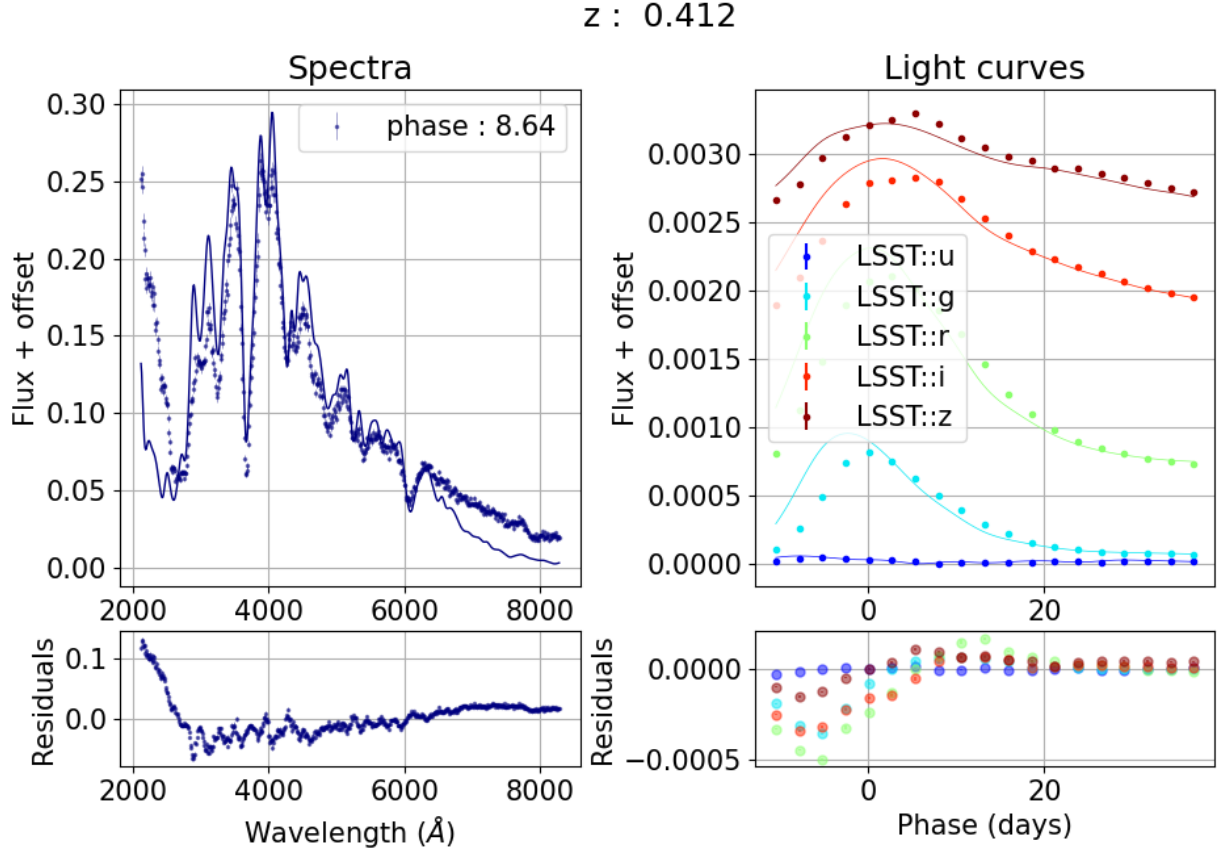 z : 0.412
Spectra
Flux + offset
0.30
0.25
0.20
0.15
0.10
0.05
0.00
phase : 8.64
2000
4000
6000
8000
Residuals
0.1
0.0
2000
4000
6000
8000
Wavelength (Å)
Light curves
Flux + offset
0.0030
0.0025
0.0020
0.0015
0.0010
0.0005
0.0000
LSST::u
LSST::g
LSST::r
LSST::i
LSST::z
0
20
Residuals
0.0000
−0.0005
0
20
Phase (days)